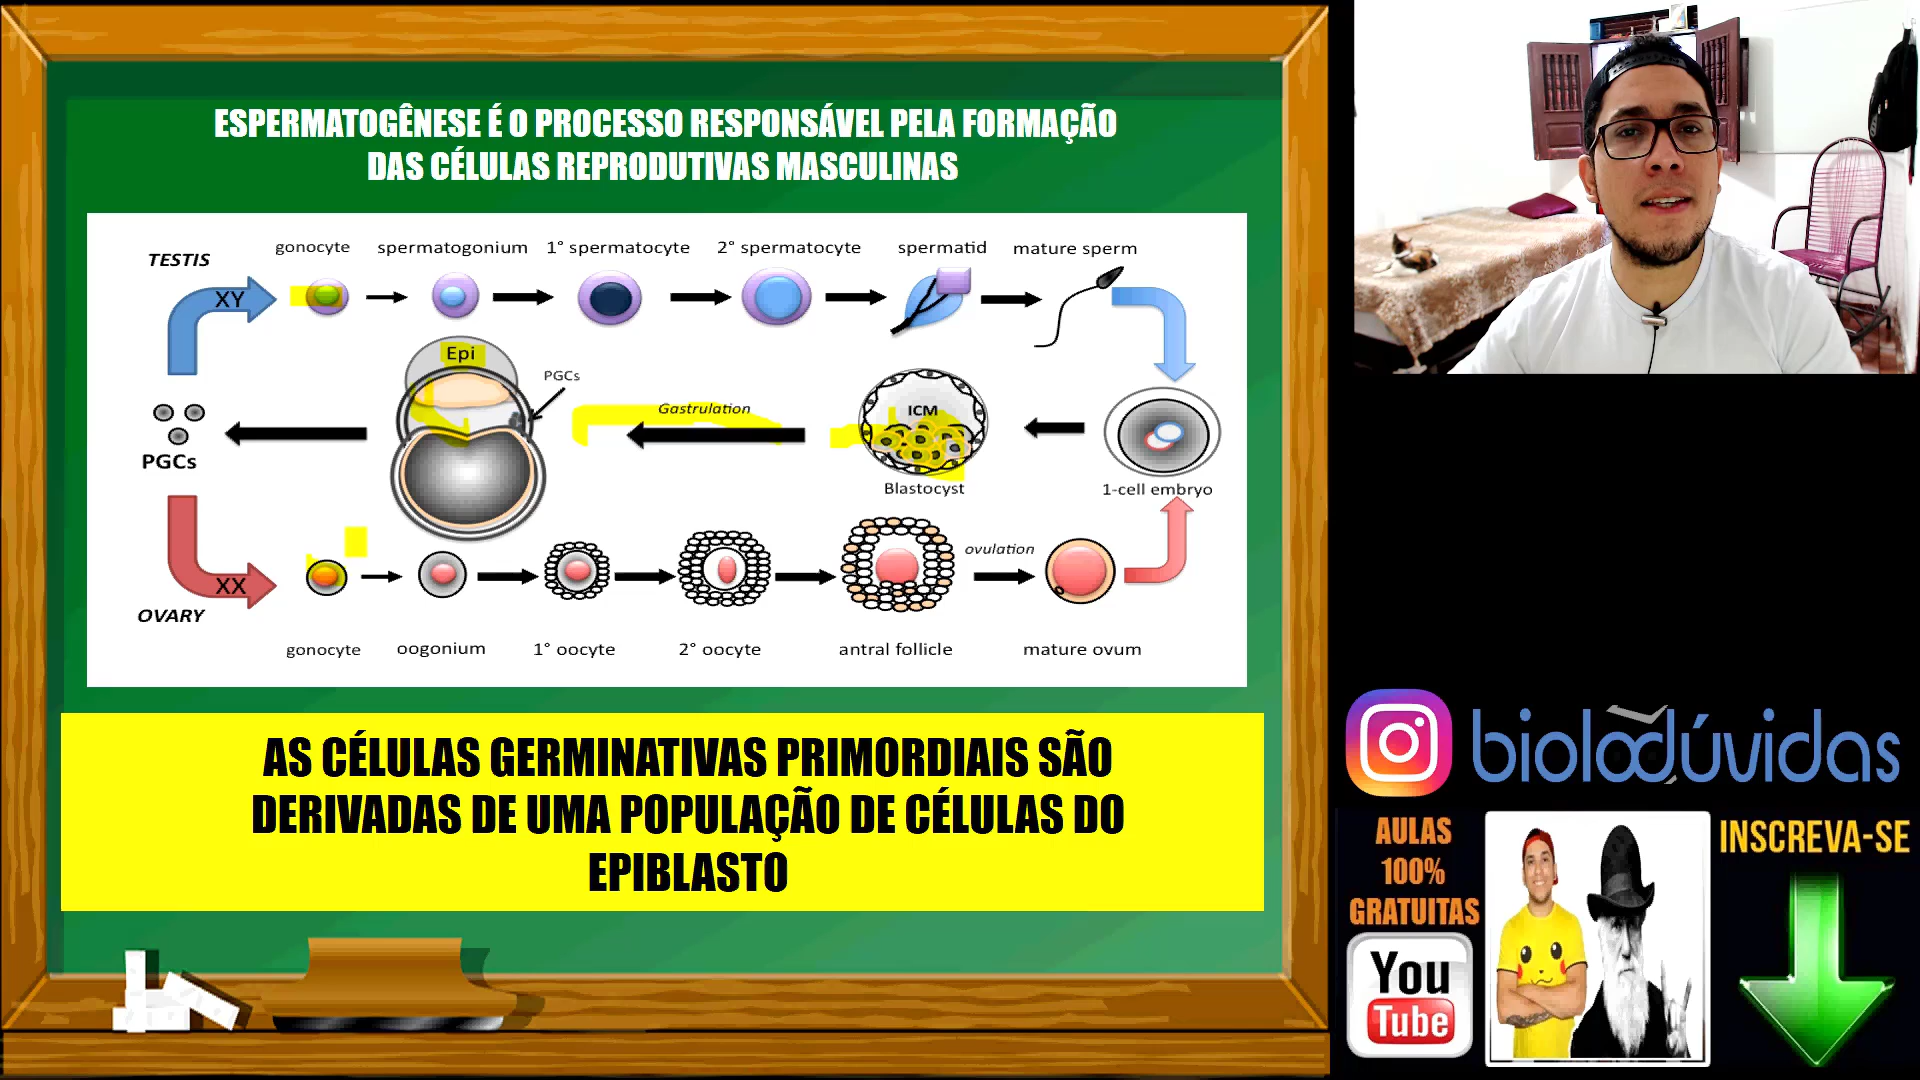 ESPERMATOGÊNESE É O PROCESSO RESPONSÁVEL PELA FORMAÇÃO
DAS CÉLULAS REPRODUTIVAS MASCULINAS
TESTIS
gonocyte
spermatogonium
1° spermatocyte
2° spermatocyte
spermatid
mature sperm
XY
Epi
PGCs
Gastrulation
ICM
PGCs
Blastocyst
1-cell embryo
ovulation
XX
OVARY
gonocyte
oogonium
1° oocyte
2° oocyte
antral follicle
mature ovum
AS CÉLULAS GERMINATIVAS PRIMORDIAIS SÃO
DERIVADAS DE UMA POPULAÇÃO DE CÉLULAS DO
EPIBLASTO
biolodúvidas
AULAS
100%
GRATUITAS
You
Tube
INSCREVA-SE